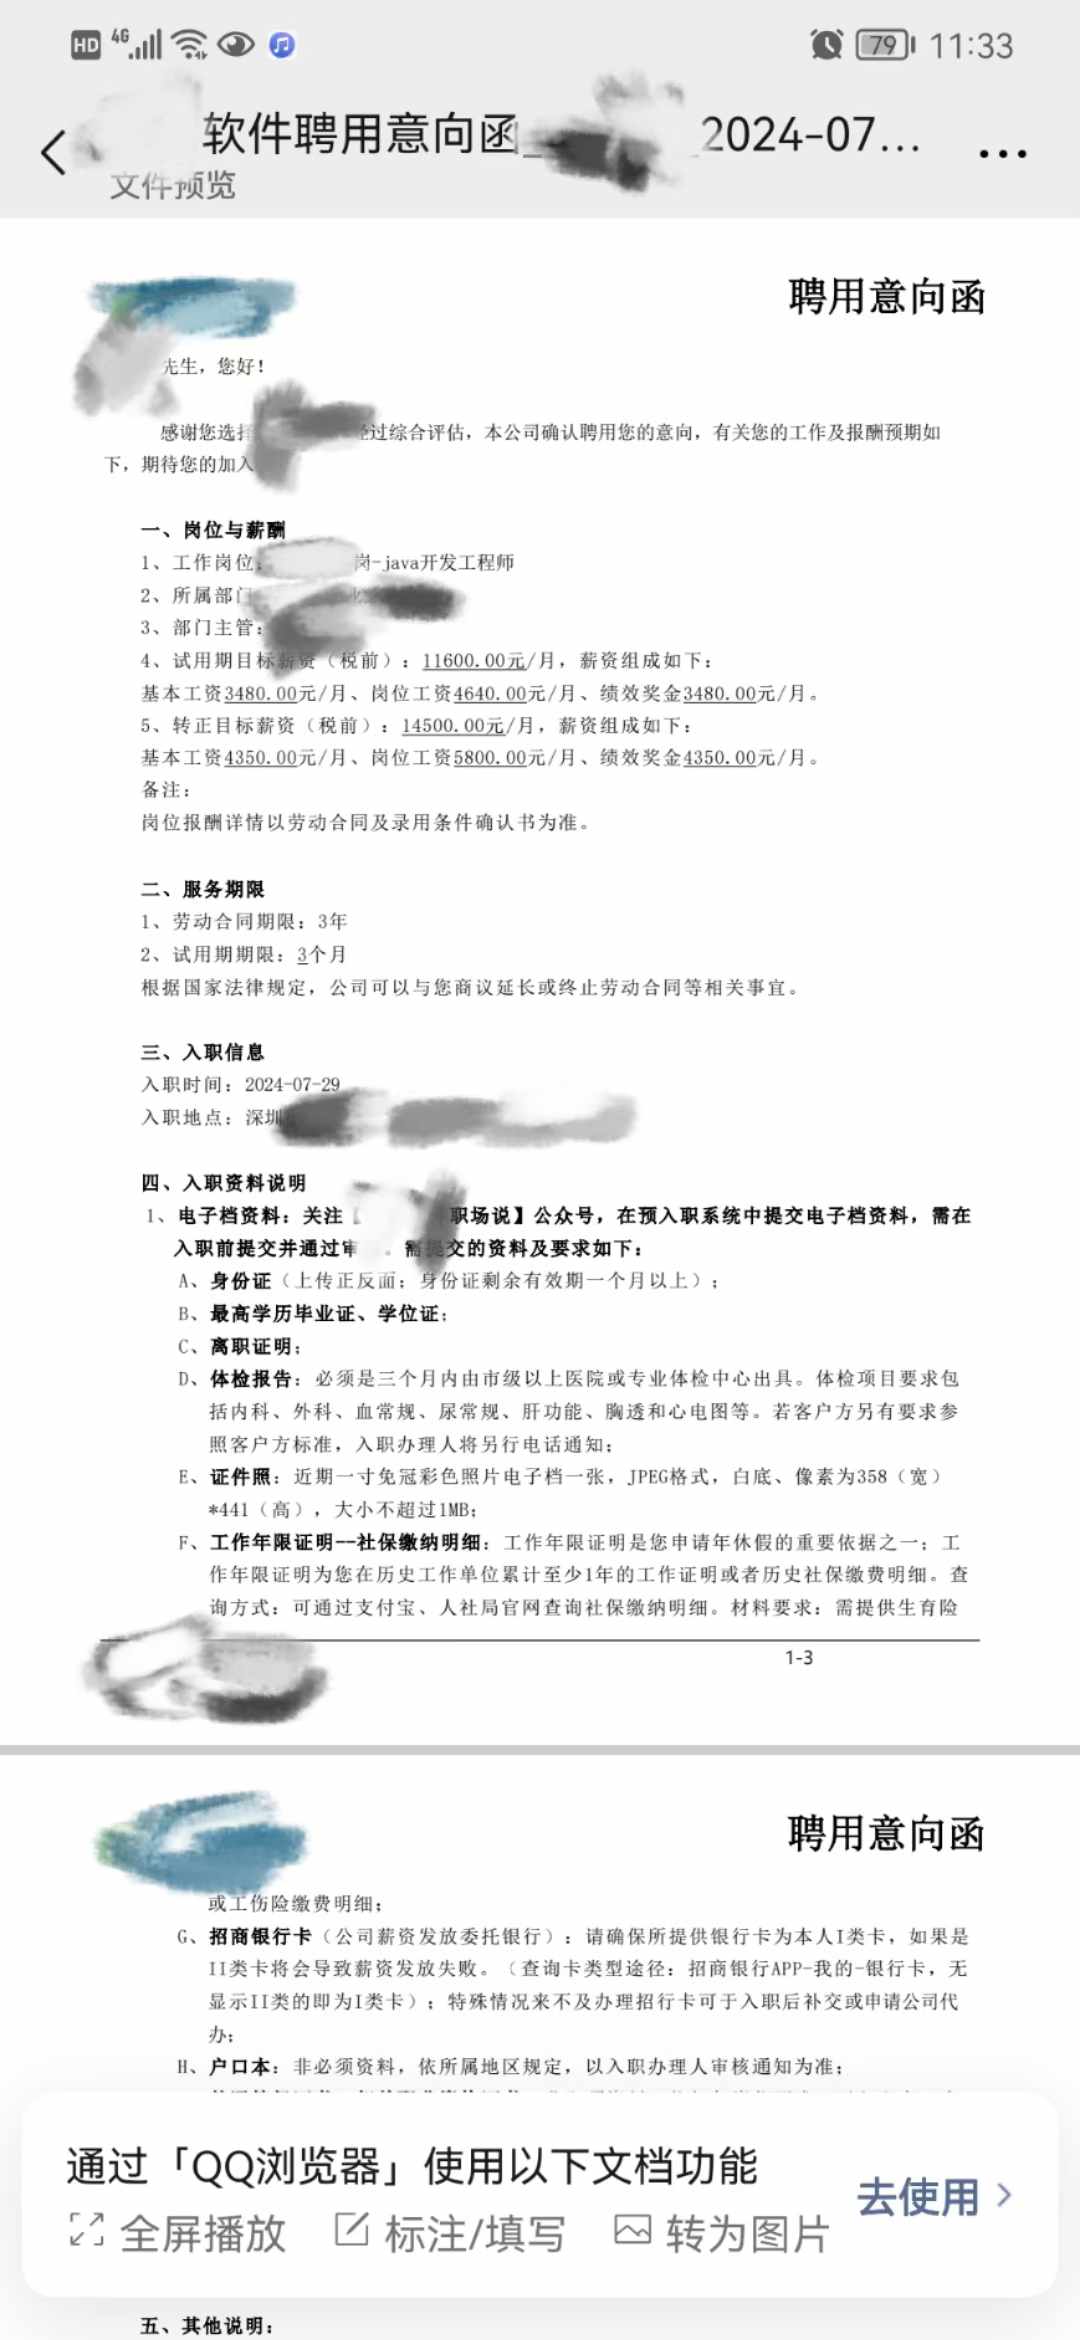 HD 4G 79 11:33
软件聘用意向函_ _2024-07...
文件预览
聘用意向函
先生，您好！
感谢您选择 经过综合评估，本公司确认聘用您的意向，有关您的工作及报酬预期如
下，期待您的加入
一、岗位与薪酬
1、工作岗位： 岗-java开发工程师
2、所属部门
3、部门主管：
4、试用期目标薪资（税前）：11600.00元/月，薪资组成如下：
基本工资3480.00元/月、岗位工资4640.00元/月、绩效奖金3480.00元/月。
5、转正目标薪资（税前）：14500.00元/月，薪资组成如下：
基本工资4350.00元/月、岗位工资5800.00元/月、绩效奖金4350.00元/月。
备注：
岗位报酬详情以劳动合同及录用条件确认书为准。
二、服务期限
1、劳动合同期限：3年
2、试用期期限：3个月
根据国家法律规定，公司可以与您商议延长或终止劳动合同等相关事宜。
三、入职信息
入职时间：2024-07-29
入职地点：深圳
四、入职资料说明
1、电子档资料：关注【 职场说】公众号，在预入职系统中提交电子档资料，需在
入职前提交并通过审 。需提交的资料及要求如下：
A、身份证（上传正反面；身份证剩余有效期一个月以上）；
B、最高学历毕业证、学位证；
C、离职证明；
D、体检报告：必须是三个月内由市级以上医院或专业体检中心出具。体检项目要求包
括内科、外科、血常规、尿常规、肝功能、胸透和心电图等。若客户方另有要求参
照客户方标准，入职办理人将另行电话通知；
E、证件照：近期一寸免冠彩色照片电子档一张，JPEG格式，白底、像素为358（宽）
*441（高），大小不超过1MB；
F、工作年限证明--社保缴纳明细：工作年限证明是您申请年休假的重要依据之一；工
作年限证明为您在历史工作单位累计至少1年的工作证明或者历史社保缴费明细。查
询方式：可通过支付宝、人社局官网查询社保缴纳明细。材料要求：需提供生育险
1-3
聘用意向函
或工伤险缴费明细；
G、招商银行卡（公司薪资发放委托银行）：请确保所提供银行卡为本人I类卡，如果是
II类卡将会导致薪资发放失败。（查询卡类型途径：招商银行APP-我的-银行卡，无
显示II类的即为I类卡）；特殊情况来不及办理招行卡可于入职后补交或申请公司代
办；
H、户口本：非必须资料，依所属地区规定，以入职办理人审核通知为准；
通过「QQ浏览器」使用以下文档功能
去使用
全屏播放 标注/填写 转为图片
五、其他说明：